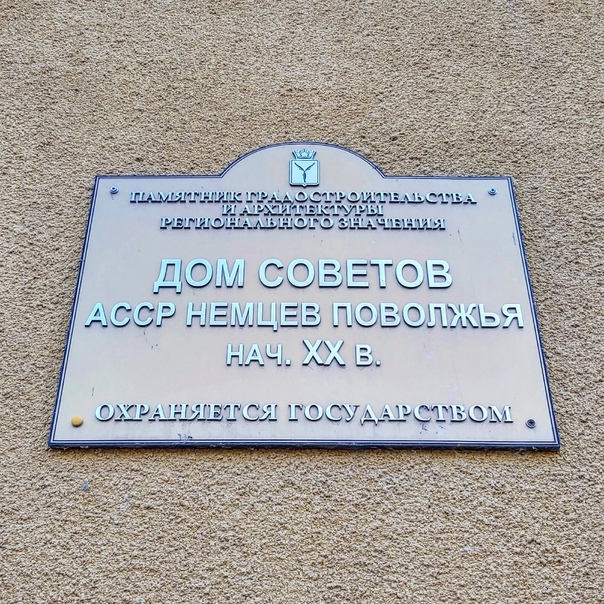 ПАМЯТНИК ГРАДОСТРОИТЕЛЬСТВА
И АРХИТЕКТУРЫ
РЕГИОНАЛЬНОГО ЗНАЧЕНИЯ
ДОМ СОВЕТОВ
АССР НЕМЦЕВ ПОВОЛЖЬЯ
НАЧ. XX В.
ОХРАНЯЕТСЯ ГОСУДАРСТВОМ